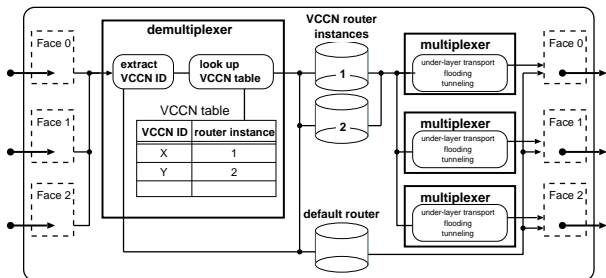 Face 0
Face 1
Face 2
demultiplexer
extract
VCCN ID
look up
VCCN table
VCCN table
VCCN ID router instance
X 1
Y 2
VCCN router
instances
1
2
default router
multiplexer
under-layer transport
flooding
tunneling
multiplexer
under-layer transport
flooding
tunneling
multiplexer
under-layer transport
flooding
tunneling
Face 0
Face 1
Face 2